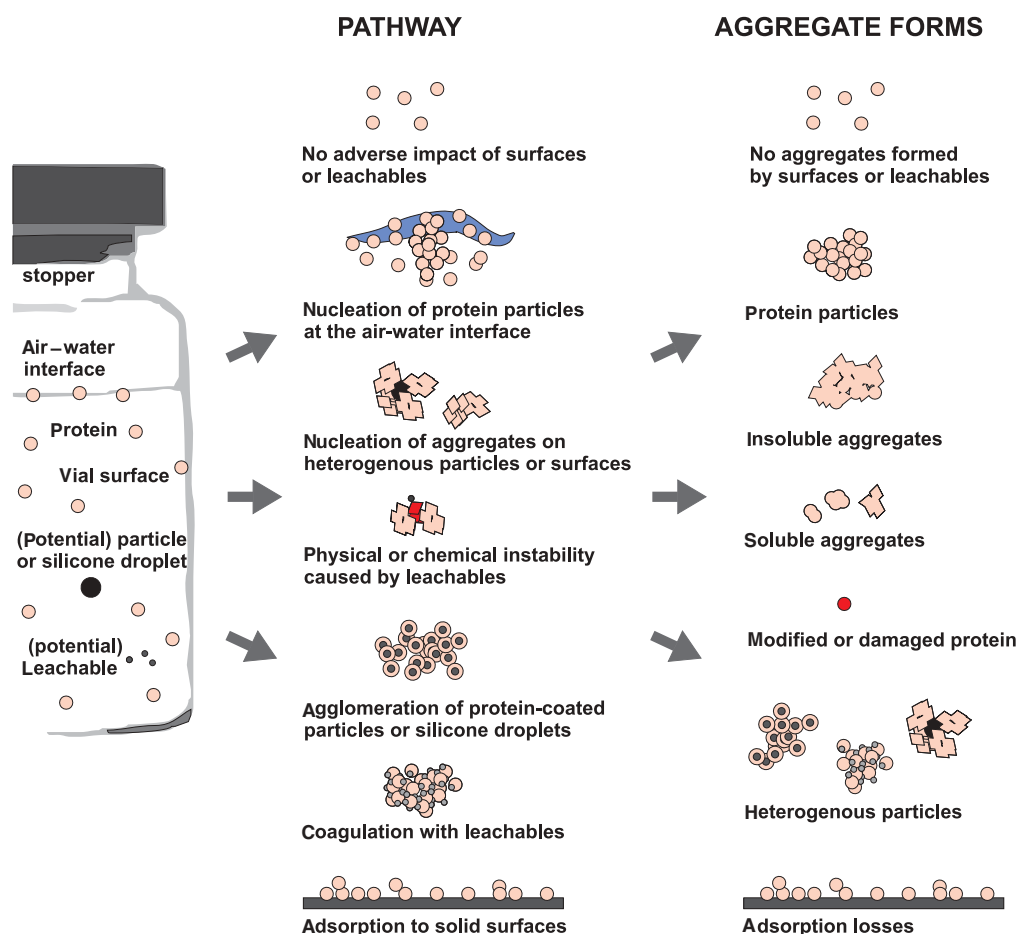 PATHWAY
AGGREGATE FORMS
stopper
Air–water
interface
Protein
Vial surface
(Potential) particle
or silicone droplet
(potential)
Leachable
No adverse impact of surfaces
or leachables
Nucleation of protein particles
at the air-water interface
Nucleation of aggregates on
heterogenous particles or surfaces
Physical or chemical instability
caused by leachables
Agglomeration of protein-coated
particles or silicone droplets
Coagulation with leachables
Adsorption to solid surfaces
No aggregates formed
by surfaces or leachables
Protein particles
Insoluble aggregates
Soluble aggregates
Modified or damaged protein
Heterogenous particles
Adsorption losses